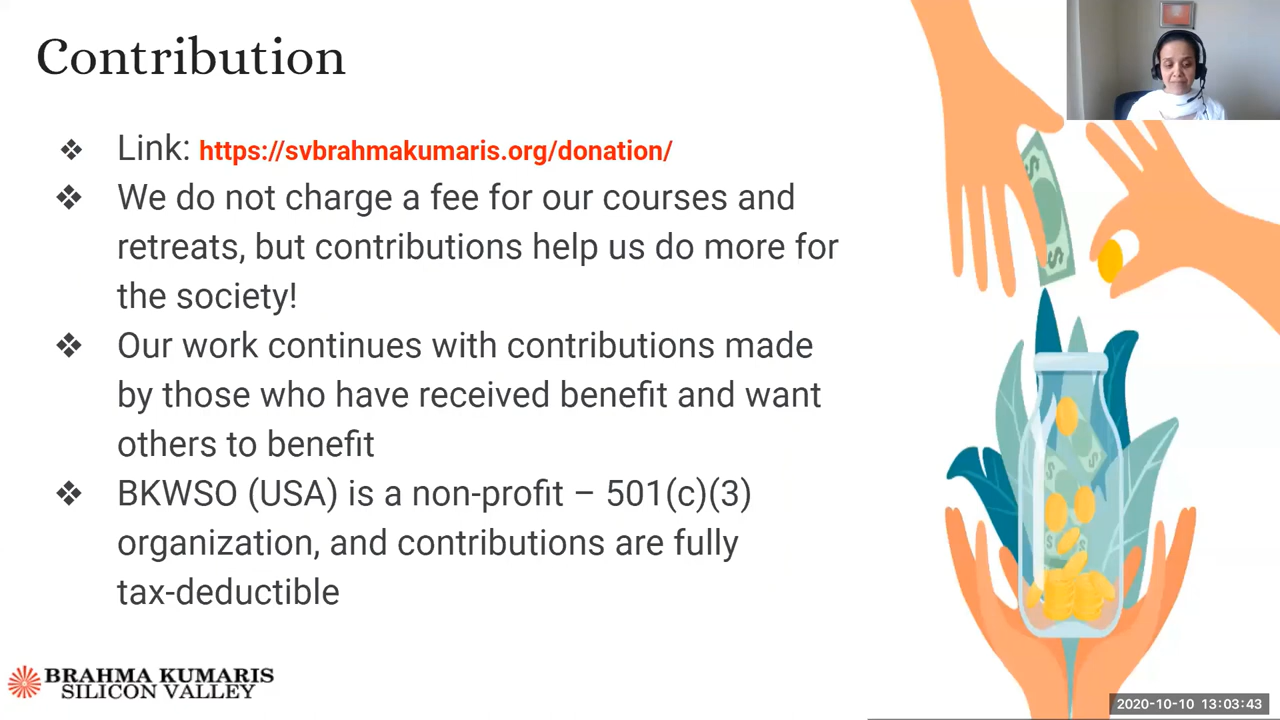 Contribution
❖ Link: https://svbrahmakumaris.org/donation/
❖ We do not charge a fee for our courses and
retreats, but contributions help us do more for
the society!
❖ Our work continues with contributions made
by those who have received benefit and want
others to benefit
❖ BKWSO (USA) is a non-profit – 501(c)(3)
organization, and contributions are fully
tax-deductible
BRAHMA KUMARIS
SILICON VALLEY
2020-10-10 13:03:43